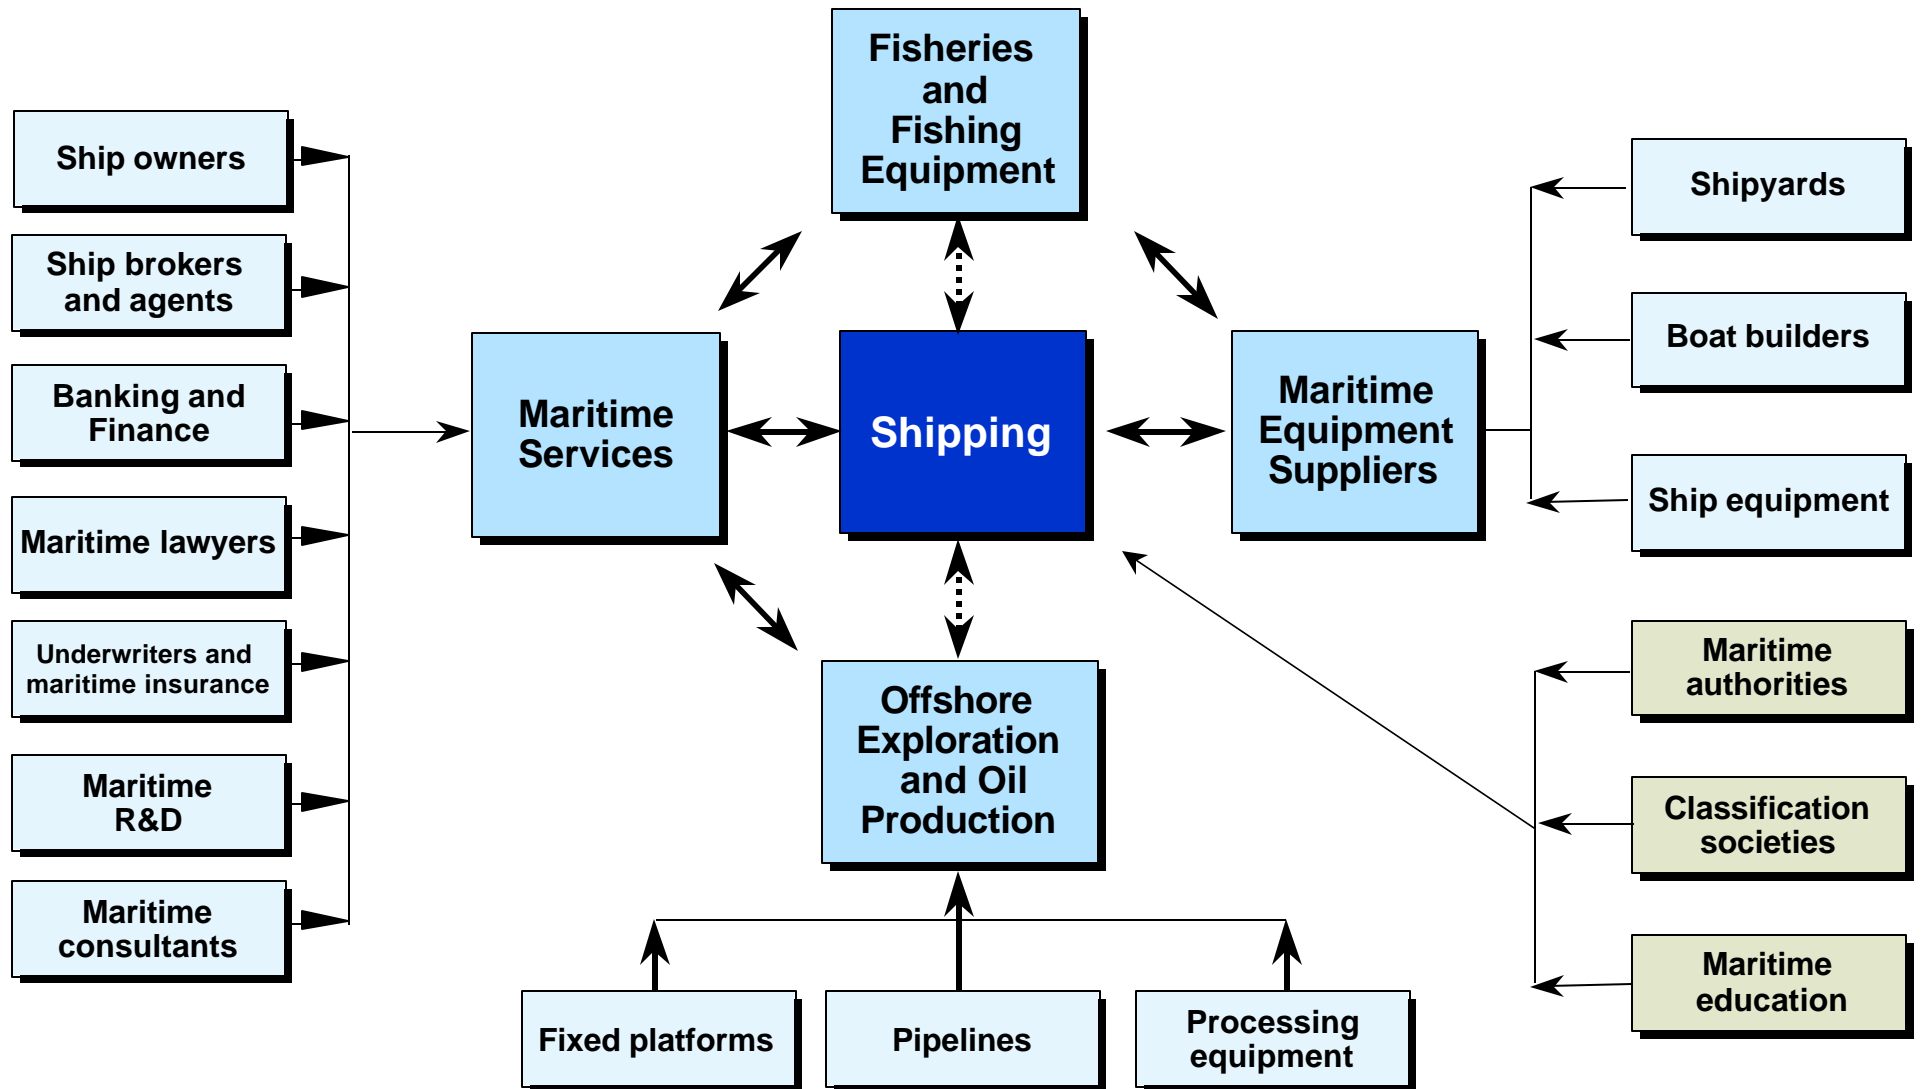 Fisheries
and
Fishing
Equipment
Ship owners
Ship brokers
and agents
Banking and
Finance
Maritime lawyers
Underwriters and
maritime insurance
Maritime
R&D
Maritime
consultants
Maritime
Services
Shipping
Maritime
Equipment
Suppliers
Shipyards
Boat builders
Ship equipment
Offshore
Exploration
and Oil
Production
Maritime
authorities
Classification
societies
Maritime
education
Fixed platforms
Pipelines
Processing
equipment